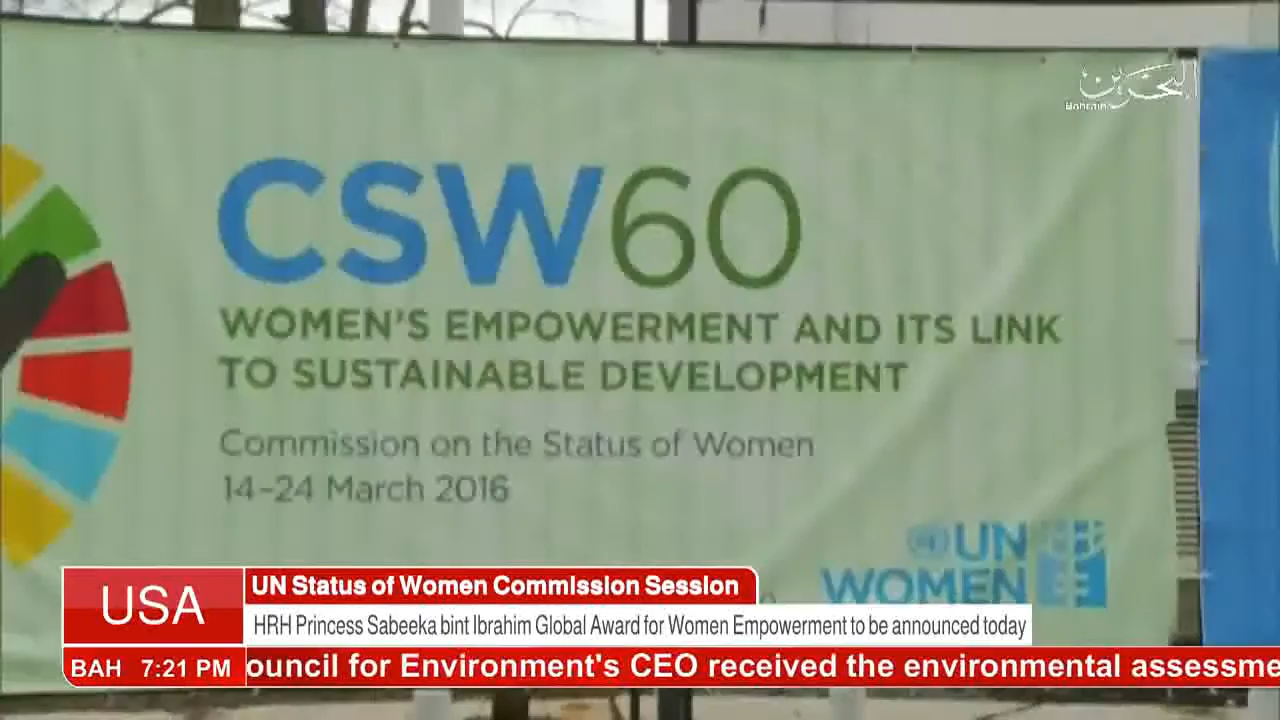 البحرين
Bahrain
CSW60
WOMEN'S EMPOWERMENT AND ITS LINK
TO SUSTAINABLE DEVELOPMENT
Commission on the Status of Women
14–24 March 2016
UN
WOMEN
USA
UN Status of Women Commission Session
HRH Princess Sabeeka bint Ibrahim Global Award for Women Empowerment to be announced today
BAH 7:21 PM
ouncil for Environment's CEO received the environmental assessme